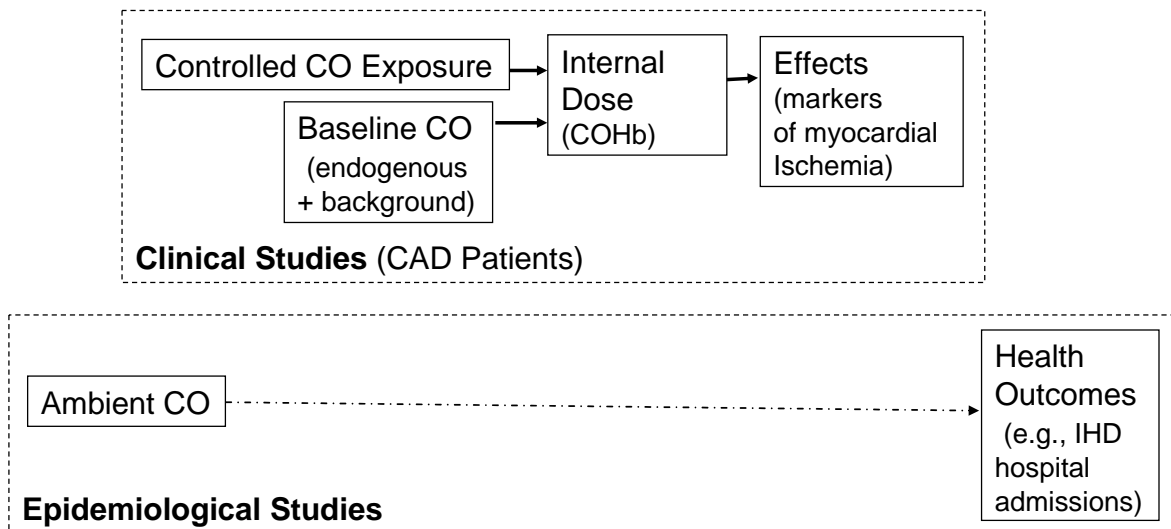 Controlled CO Exposure
Baseline CO
(endogenous
+ background)
Internal
Dose
(COHb)
Effects
(markers
of myocardial
Ischemia)
Clinical Studies (CAD Patients)
Ambient CO
Health
Outcomes
(e.g., IHD
hospital
admissions)
Epidemiological Studies